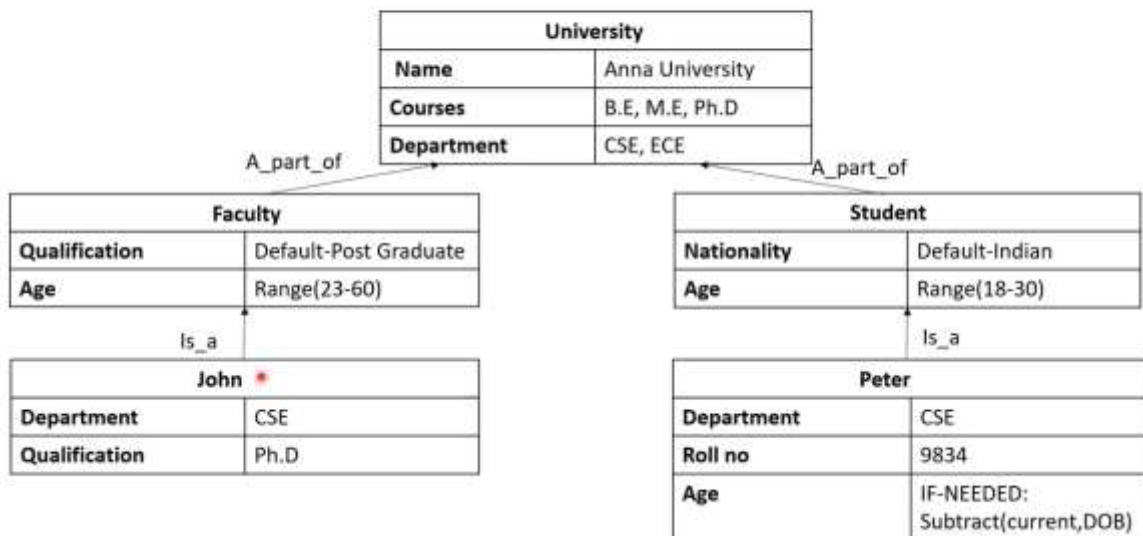 University
Name Anna University
Courses B.E, M.E, Ph.D
Department CSE, ECE
A_part_of A_part_of
Faculty Student
Qualification Default-Post Graduate Nationality Default-Indian
Age Range(23-60) Age Range(18-30)
Is_a Is_a
John Peter
Department CSE Department CSE
Qualification Ph.D Roll no 9834
Age IF-NEEDED:
Subtract(current,DOB)